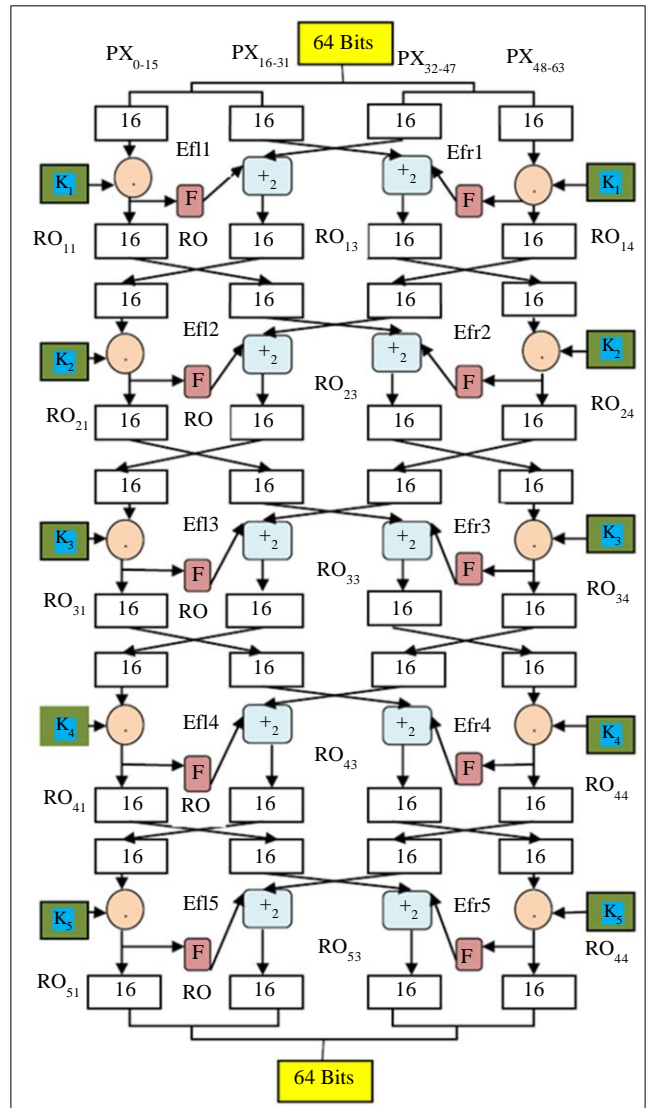 64 Bits
PX0-15 PX16-31 PX32-47 PX48-63
16 16 16 16
Efl1 Efr1
K1 . F +2 +2 F . K1
RO11 RO RO13 RO14
16 16 16 16
16 16 16 16
Efl2 Efr2
K2 . F +2 +2 F . K2
RO21 RO RO23 RO24
16 16 16 16
16 16 16 16
Efl3 Efr3
K3 . F +2 +2 F . K3
RO31 RO RO33 RO34
16 16 16 16
16 16 16 16
Efl4 Efr4
K4 . F +2 +2 F . K4
RO41 RO RO43 RO44
16 16 16 16
16 16 16 16
Efl5 Efr5
K5 . F +2 +2 F . K5
RO51 RO RO53 RO44
16 16 16 16
64 Bits